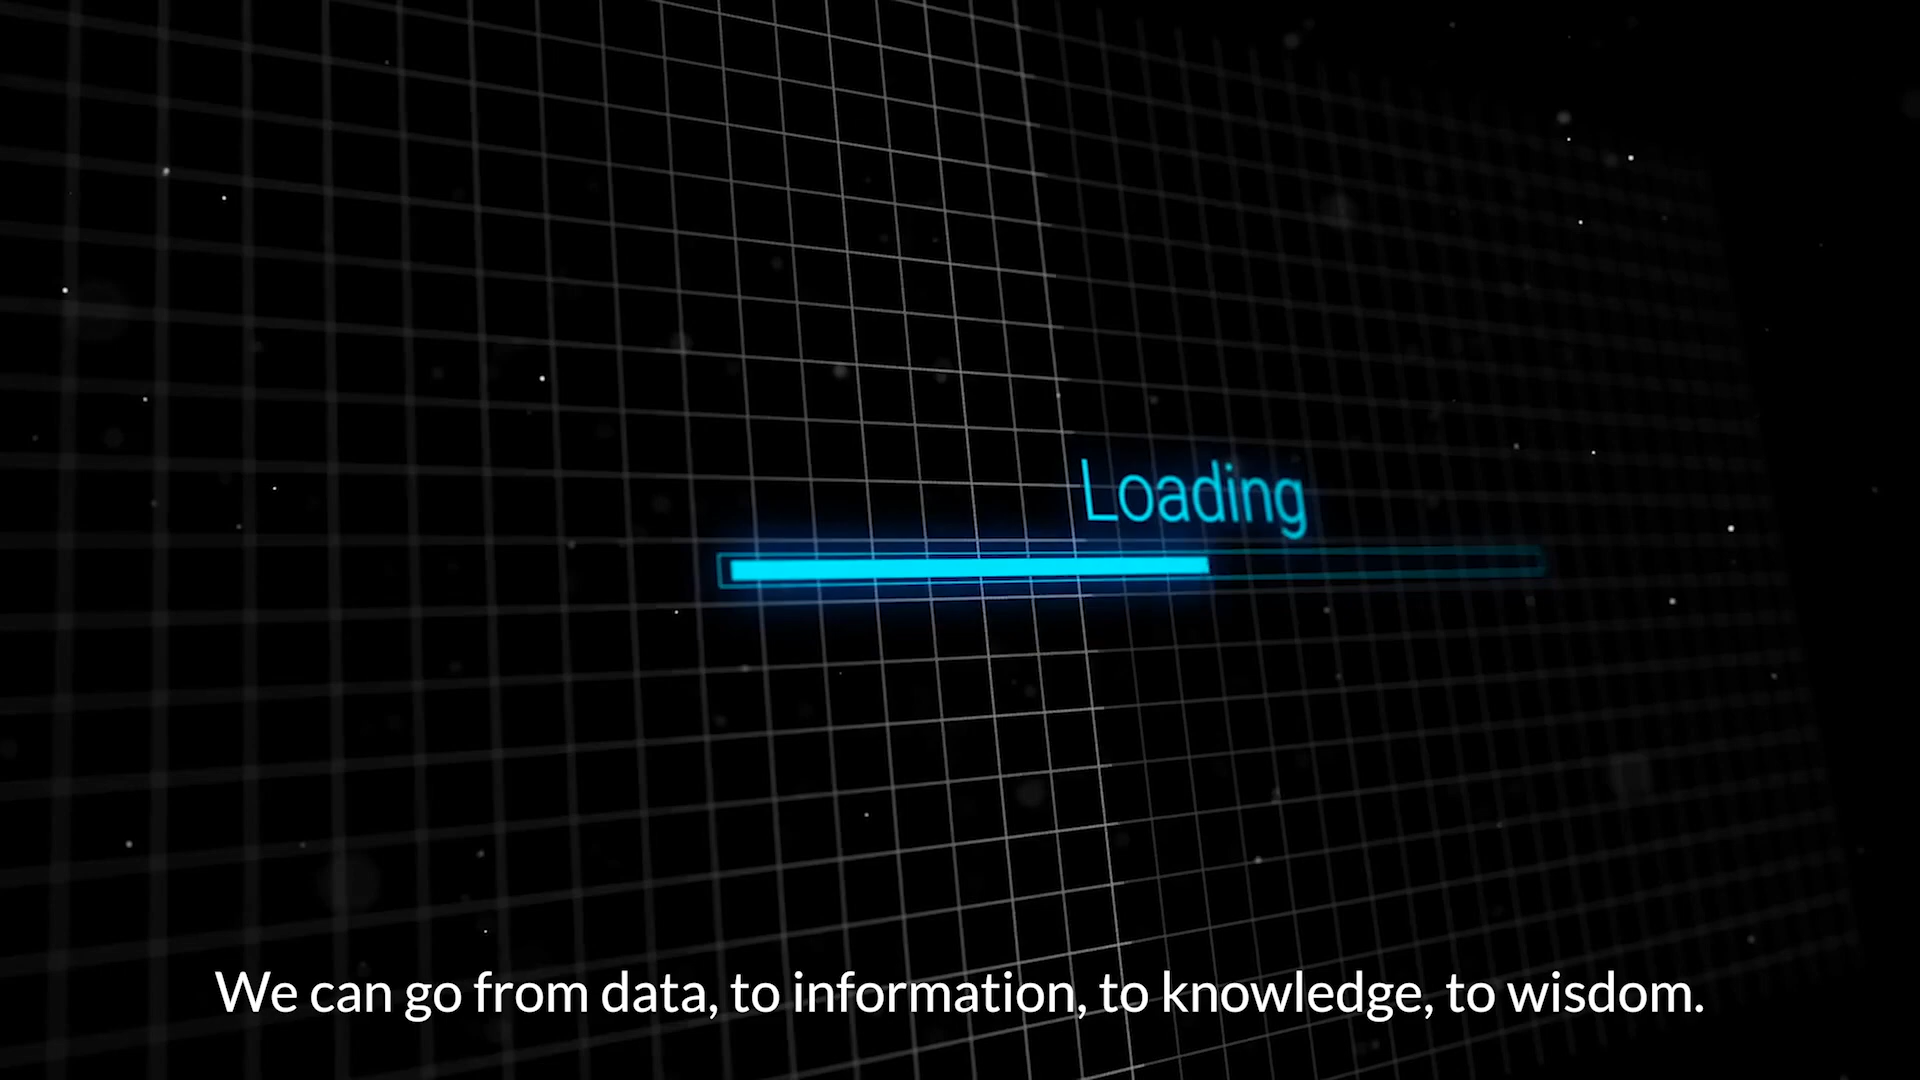 Loading
We can go from data, to information, to knowledge, to wisdom.